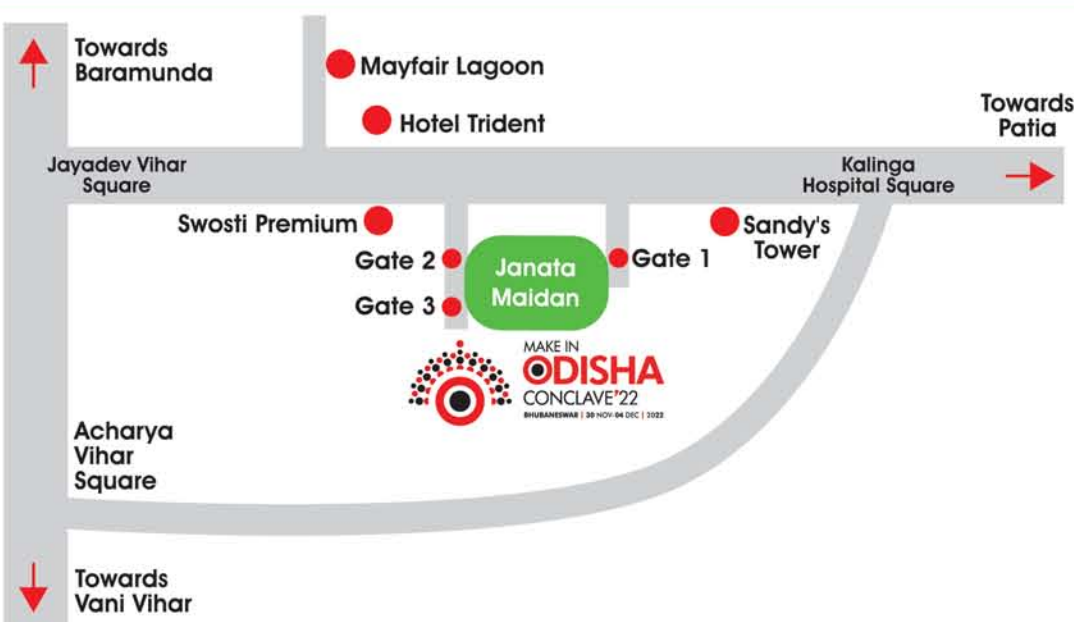 Towards
Baramunda
Mayfair Lagoon
Hotel Trident
Towards
Patia
Jayadev Vihar
Square
Kalinga
Hospital Square
Swosti Premium
Sandy's
Tower
Gate 2
Janata
Maidan
Gate 1
Gate 3
MAKE IN
ODISHA
CONCLAVE'22
BHUBANESWAR | 30 NOV-04 DEC | 2022
Acharya
Vihar
Square
Towards
Vani Vihar